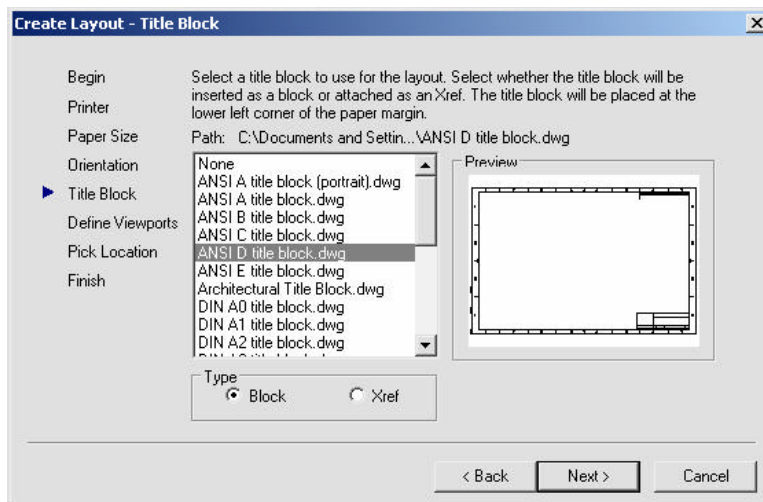 Create Layout - Title Block
Begin
Printer
Paper Size
Orientation
Title Block
Define Viewports
Pick Location
Finish
Select a title block to use for the layout. Select whether the title block will be
inserted as a block or attached as an Xref. The title block will be placed at the
lower left corner of the paper margin.
Path: C:\Documents and Settin...\ANSI D title block.dwg
None
ANSI A title block (portrait).dwg
ANSI A title block.dwg
ANSI B title block.dwg
ANSI C title block.dwg
ANSI D title block.dwg
ANSI E title block.dwg
Architectural Title Block.dwg
DIN A0 title block.dwg
DIN A1 title block.dwg
DIN A2 title block.dwg
Preview
Type
Block
Xref
< Back
Next >
Cancel